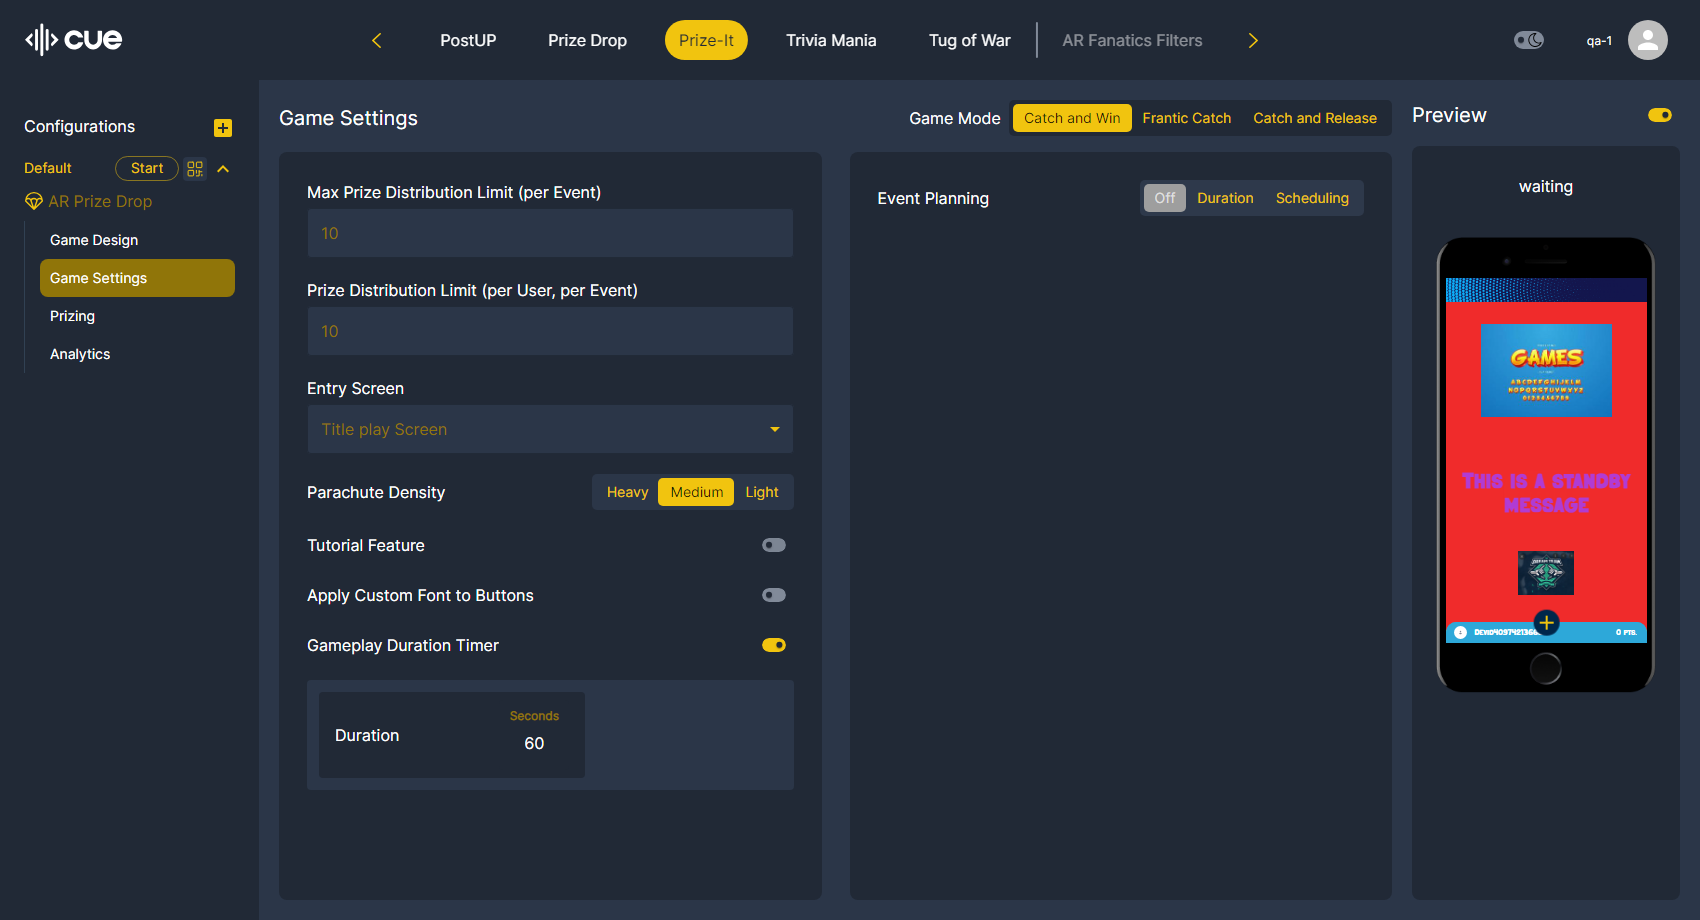 cue
PostUP
Prize Drop
Prize-It
Trivia Mania
Tug of War
AR Fanatics Filters
qa-1
Configurations
Default
Start
AR Prize Drop
Game Design
Game Settings
Prizing
Analytics
Game Settings
Game Mode
Catch and Win
Frantic Catch
Catch and Release
Max Prize Distribution Limit (per Event)
10
Prize Distribution Limit (per User, per Event)
10
Entry Screen
Title play Screen
Parachute Density
Heavy
Medium
Light
Tutorial Feature
Apply Custom Font to Buttons
Gameplay Duration Timer
Duration
Seconds
60
Event Planning
Off
Duration
Scheduling
Preview
waiting
GAMES
ABCDEFGHIJKLM
NOPQRSTUVWXYZ
0123456789
THIS IS A STANDBY
MESSAGE
0 PTS.